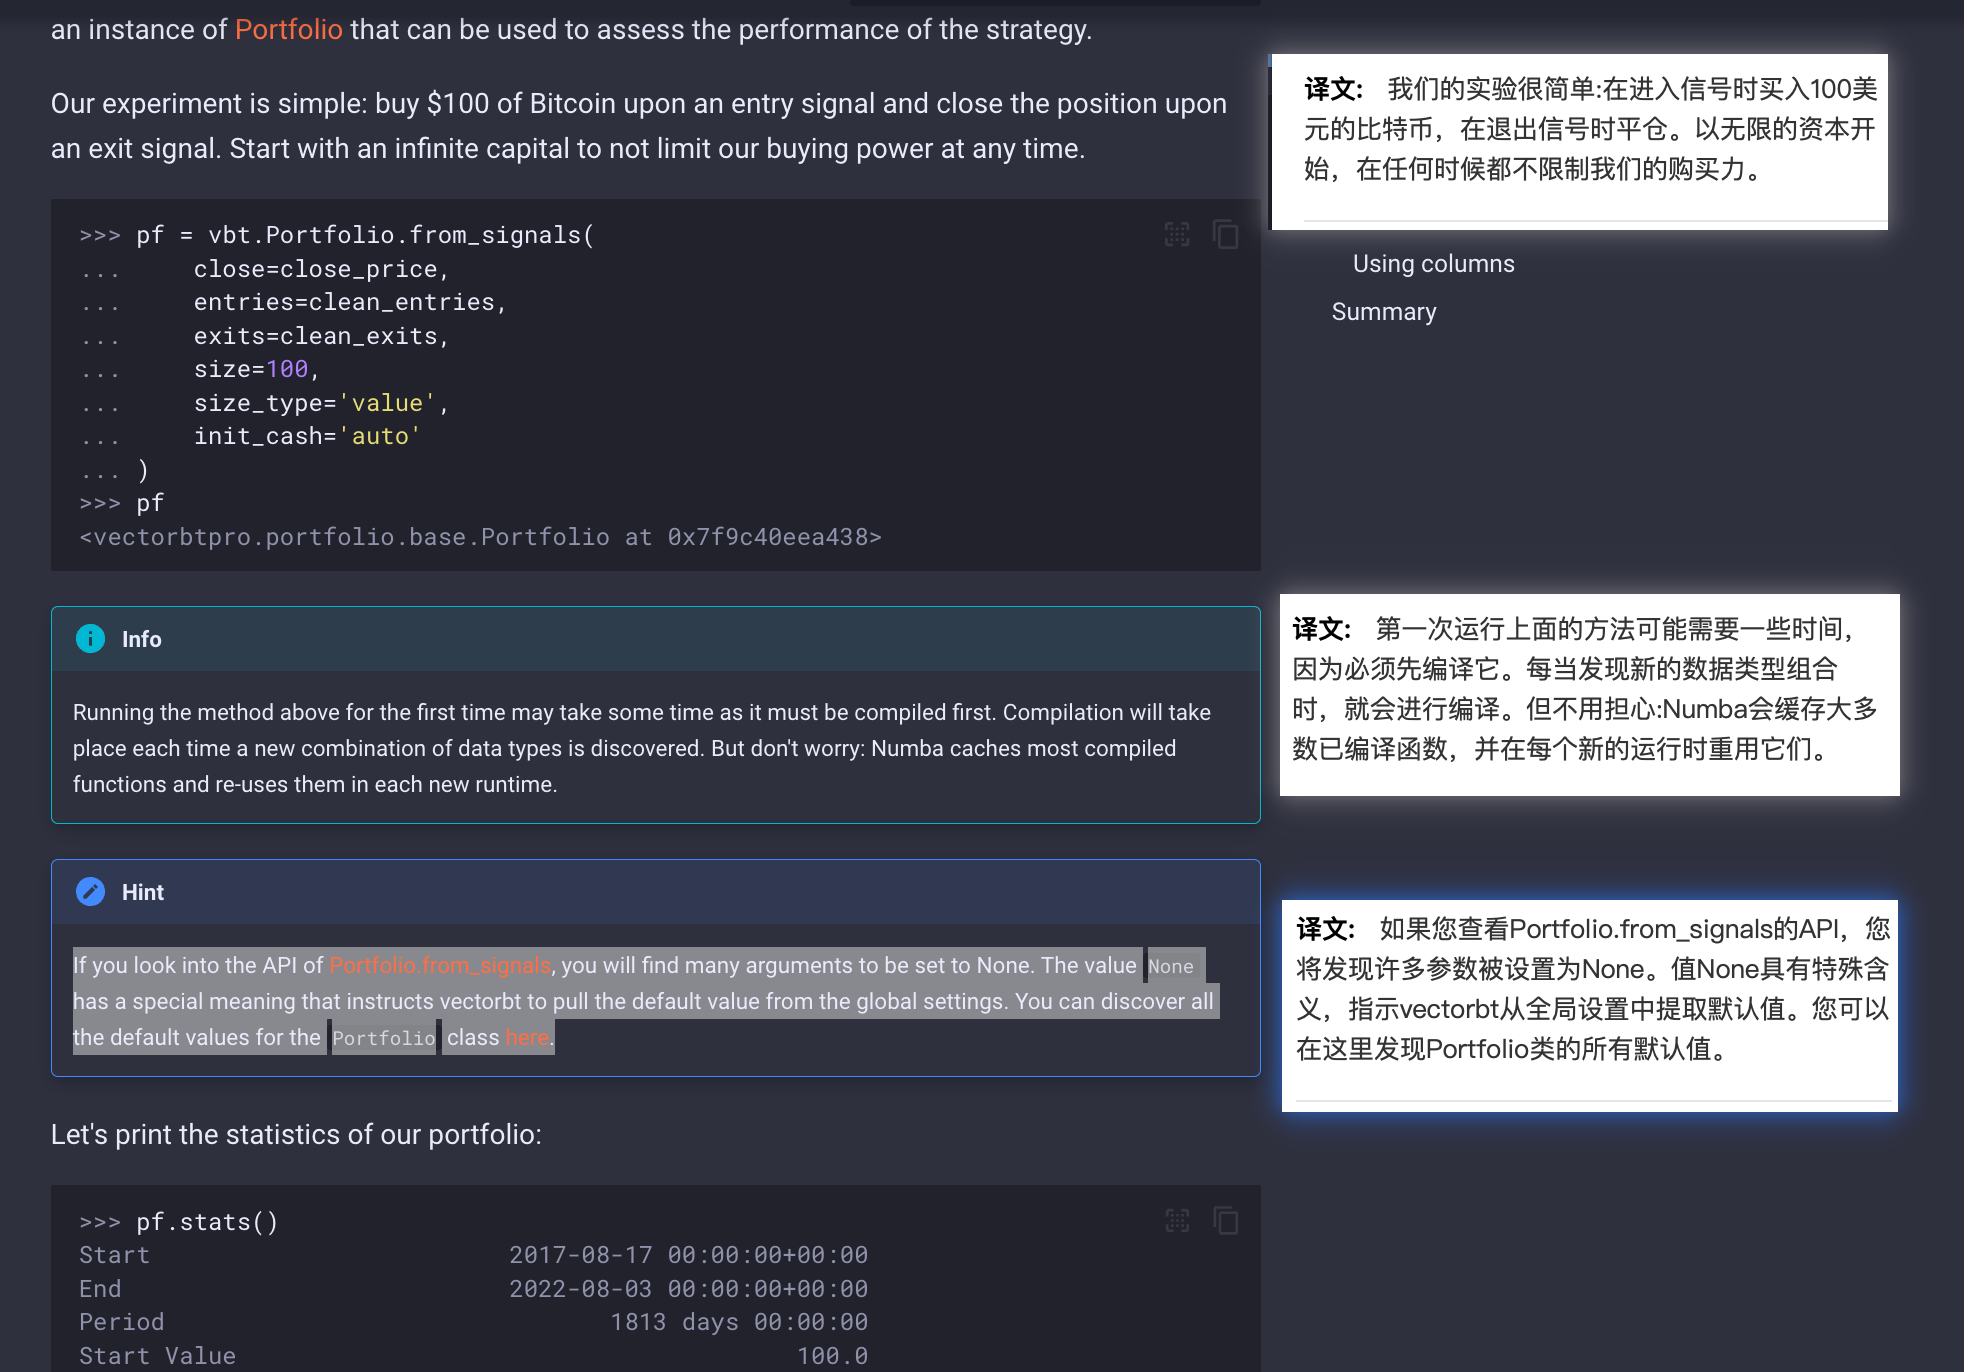 an instance of Portfolio that can be used to assess the performance of the strategy.
Our experiment is simple: buy $100 of Bitcoin upon an entry signal and close the position upon
an exit signal. Start with an infinite capital to not limit our buying power at any time.
>>> pf = vbt.Portfolio.from_signals(
...     close=close_price,
...     entries=clean_entries,
...     exits=clean_exits,
...     size=100,
...     size_type='value',
...     init_cash='auto'
... )
>>> pf
<vectorbtpro.portfolio.base.Portfolio at 0x7f9c40eea438>
Info
Running the method above for the first time may take some time as it must be compiled first. Compilation will take
place each time a new combination of data types is discovered. But don't worry: Numba caches most compiled
functions and re-uses them in each new runtime.
Hint
If you look into the API of Portfolio.from_signals, you will find many arguments to be set to None. The value None
has a special meaning that instructs vectorbt to pull the default value from the global settings. You can discover all
the default values for the Portfolio class here.
Let's print the statistics of our portfolio:
>>> pf.stats()
Start                         2017-08-17 00:00:00+00:00
End                           2022-08-03 00:00:00+00:00
Period                               1813 days 00:00:00
Start Value                                       100.0
译文: 我们的实验很简单:在进入信号时买入100美
元的比特币，在退出信号时平仓。以无限的资本开
始，在任何时候都不限制我们的购买力。
Using columns
Summary
译文: 第一次运行上面的方法可能需要一些时间，
因为必须先编译它。每当发现新的数据类型组合
时，就会进行编译。但不用担心:Numba会缓存大多
数已编译函数，并在每个新的运行时重用它们。
译文: 如果您查看Portfolio.from_signals的API，您
将发现许多参数被设置为None。值None具有特殊含
义，指示vectorbt从全局设置中提取默认值。您可以
在这里发现Portfolio类的所有默认值。